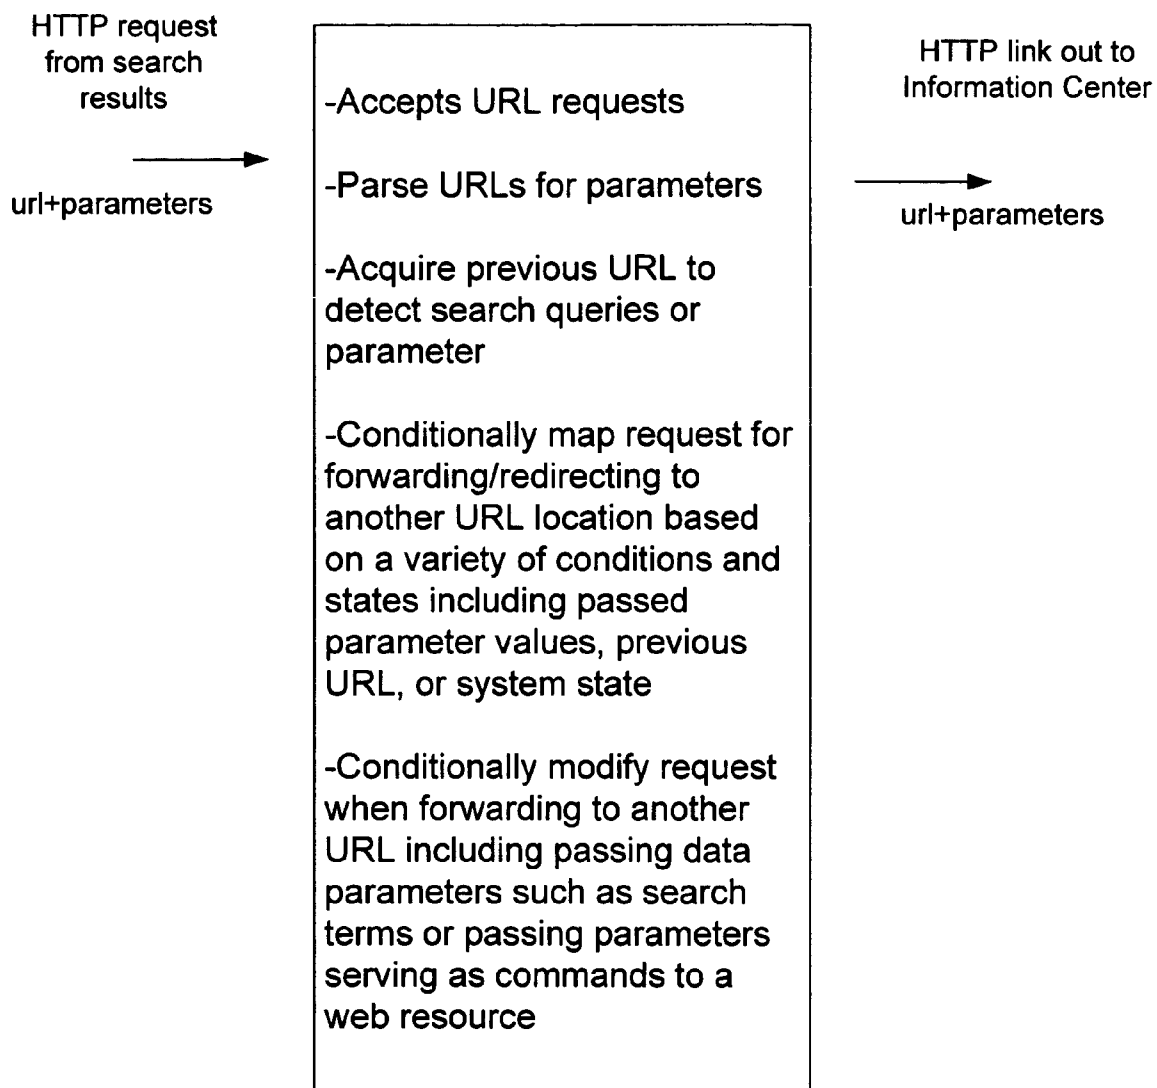 HTTP request
from search
results
url+parameters
-Accepts URL requests
-Parse URLs for parameters
-Acquire previous URL to
detect search queries or
parameter
-Conditionally map request for
forwarding/redirecting to
another URL location based
on a variety of conditions and
states including passed
parameter values, previous
URL, or system state
-Conditionally modify request
when forwarding to another
URL including passing data
parameters such as search
terms or passing parameters
serving as commands to a
web resource
HTTP link out to
Information Center
url+parameters